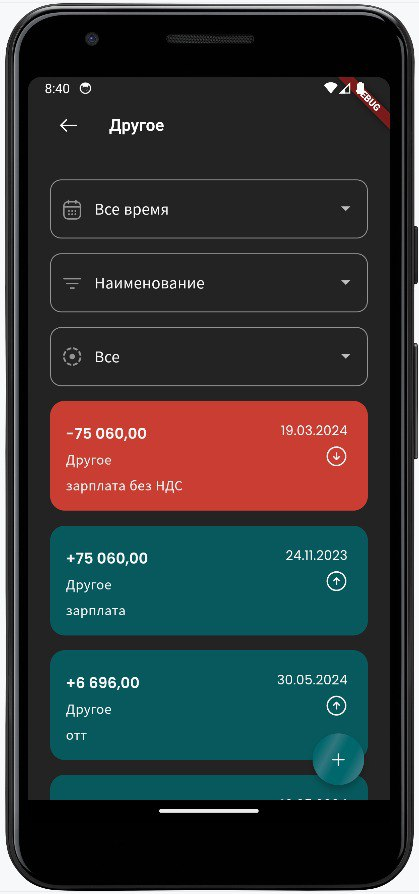 8:40
DEBUG
Другое
Все время
Наименование
Все
-75 060,00
19.03.2024
Другое
зарплата без НДС
+75 060,00
24.11.2023
Другое
зарплата
+6 696,00
30.05.2024
Другое
отт